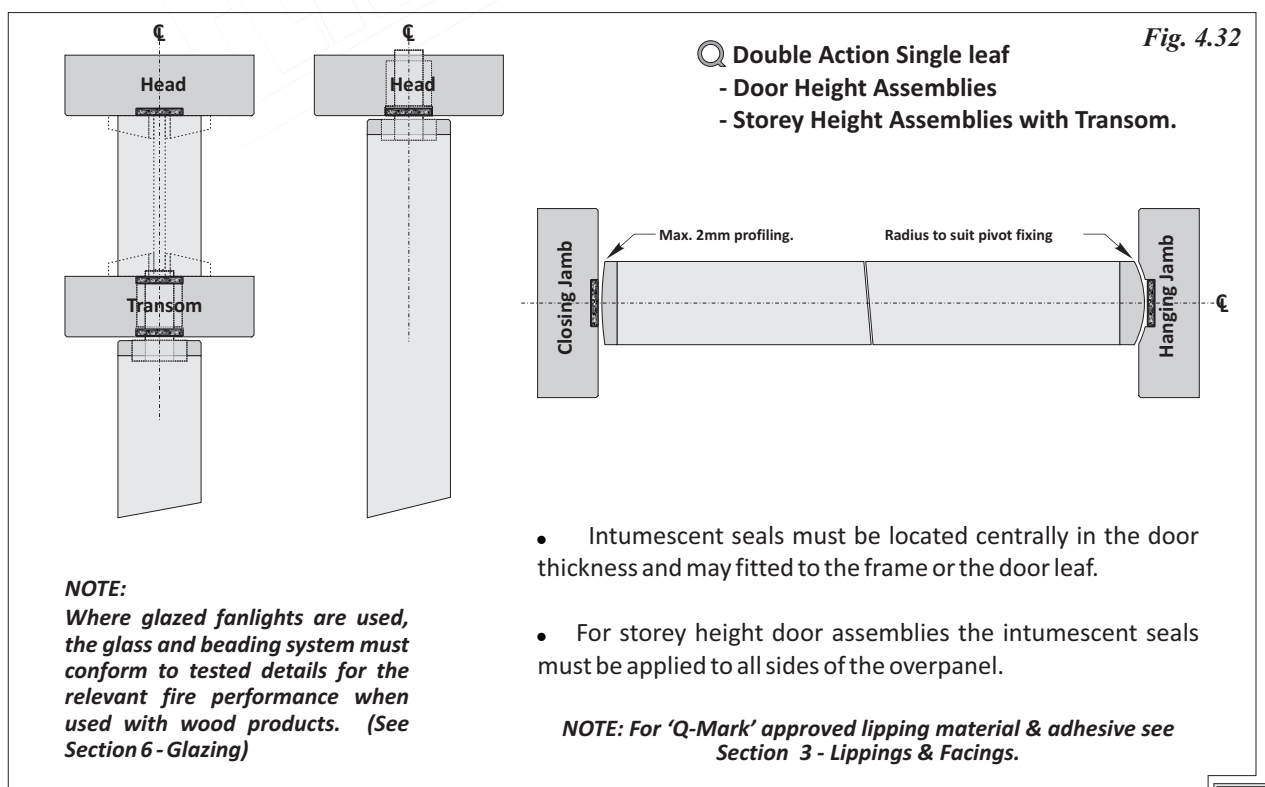 Fig. 4.32
℄
℄
Double Action Single leaf
- Door Height Assemblies
- Storey Height Assemblies with Transom.
Head
Head
Transom
Closing Jamb
Max. 2mm profiling.
Radius to suit pivot fixing
Hanging Jamb
℄
• Intumescent seals must be located centrally in the door
thickness and may fitted to the frame or the door leaf.
• For storey height door assemblies the intumescent seals
must be applied to all sides of the overpanel.
NOTE: For ‘Q-Mark’ approved lipping material & adhesive see
Section 3 - Lippings & Facings.
NOTE:
Where glazed fanlights are used,
the glass and beading system must
conform to tested details for the
relevant fire performance when
used with wood products. (See
Section 6 - Glazing)